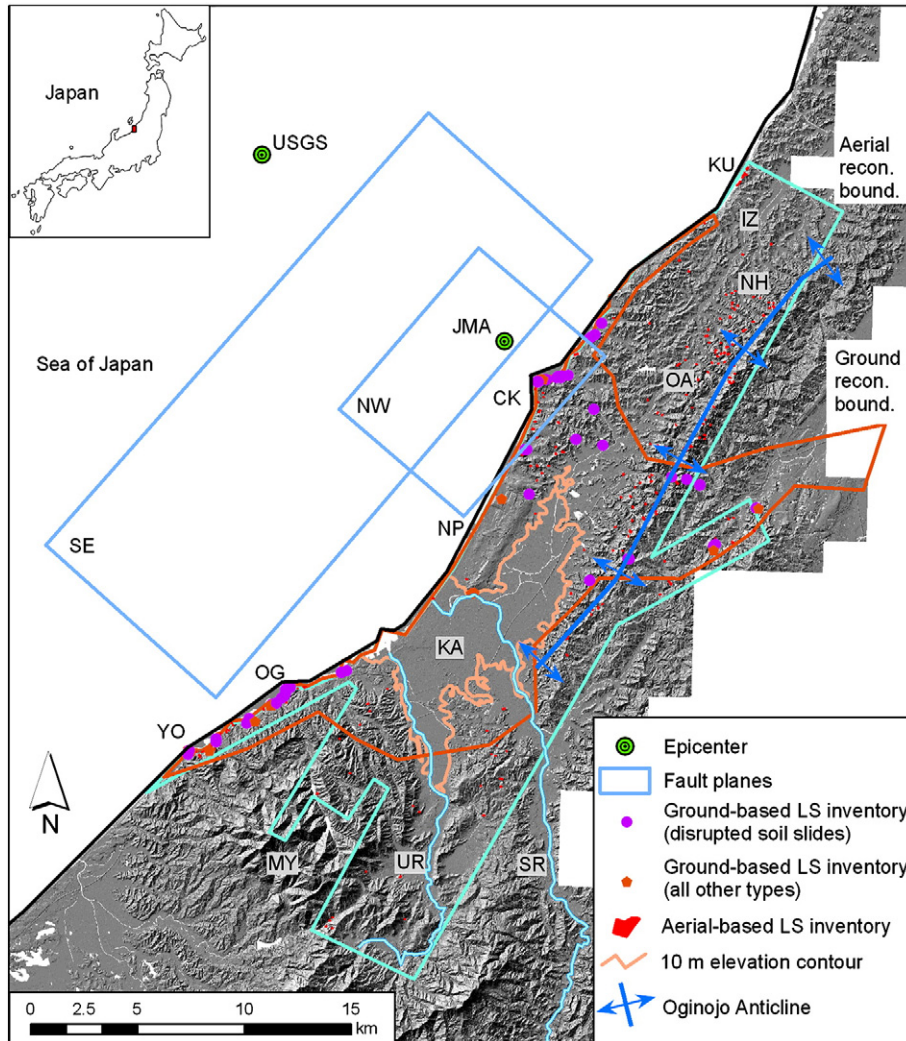 Japan
USGS
KU
Aerial
recon.
bound.
IZ
NH
JMA
Sea of Japan
Ground
recon.
bound.
OA
NW
CK
NP
SE
KA
OG
YO
N
MY
UR
SR
Epicenter
Fault planes
Ground-based LS inventory
(disrupted soil slides)
Ground-based LS inventory
(all other types)
Aerial-based LS inventory
10 m elevation contour
Oginojo Anticline
0 2.5 5 10 15
km